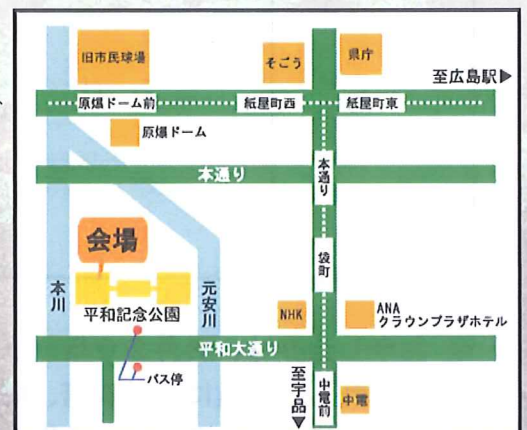 旧市民球場
そごう
県庁
至広島駅▶
原爆ドーム前
紙屋町西
紙屋町東
原爆ドーム
本通り
本通り
袋町
会場
本川
元安川
平和記念公園
NHK
ANA
クラウンプラザホテル
平和大通り
バス停
至宇品▼
中電前
中電